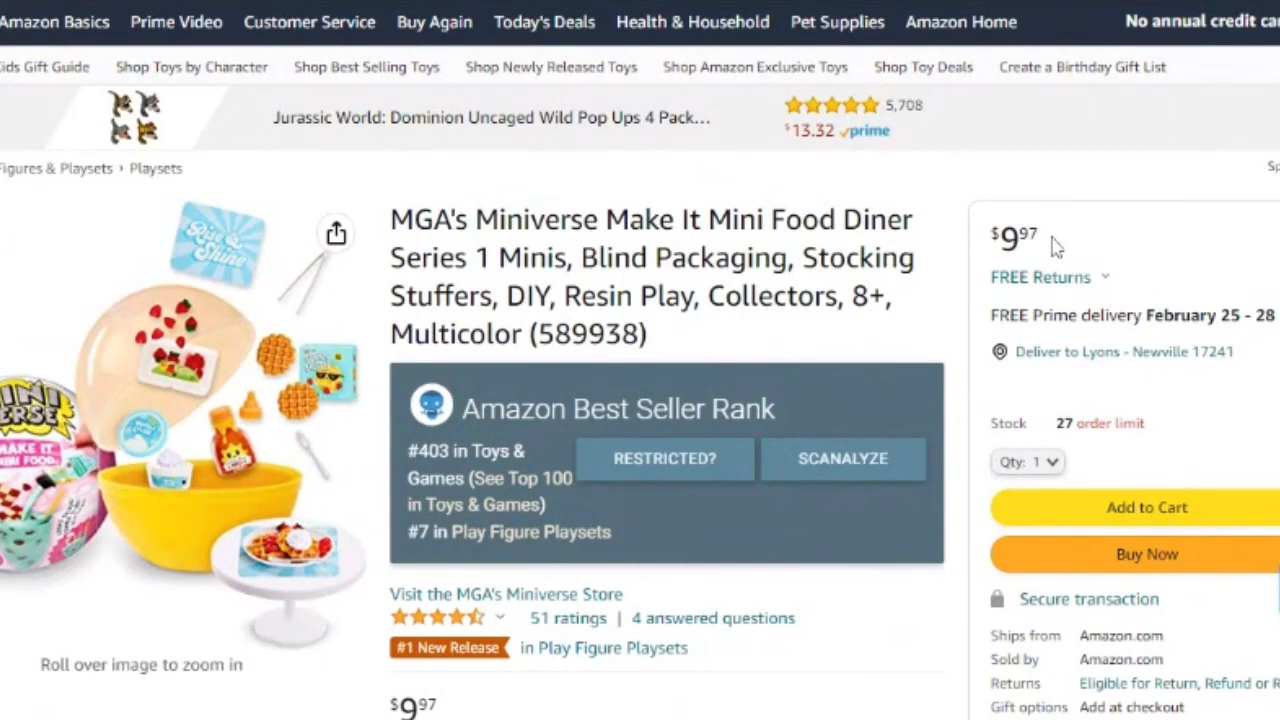 Amazon Basics Prime Video Customer Service Buy Again Today's Deals Health & Household Pet Supplies Amazon Home No annual credit
Gift Guide Shop Toys by Character Shop Best Selling Toys Shop Newly Released Toys Shop Amazon Exclusive Toys Shop Toy Deals Create a Birthday Gift List
Jurassic World: Dominion Uncaged Wild Pop Ups 4 Pack... 5,708
$13.32 prime
Figures & Playsets › Playsets
MGA's Miniverse Make It Mini Food Diner
Series 1 Minis, Blind Packaging, Stocking
Stuffers, DIY, Resin Play, Collectors, 8+,
Multicolor (589938)
Rise & Shine
MAKE IT
MINI FOOD
Amazon Best Seller Rank
#403 in Toys &
Games (See Top 100
in Toys & Games)
#7 in Play Figure Playsets
RESTRICTED? SCANALYZE
Visit the MGA's Miniverse Store
51 ratings | 4 answered questions
#1 New Release in Play Figure Playsets
$9 97
Roll over image to zoom in
$9 97
FREE Returns
FREE Prime delivery February 25 - 28
Deliver to Lyons - Newville 17241
Stock 27 order limit
Qty: 1
Add to Cart
Buy Now
Secure transaction
Ships from Amazon.com
Sold by Amazon.com
Returns Eligible for Return, Refund or
Gift options Add at checkout